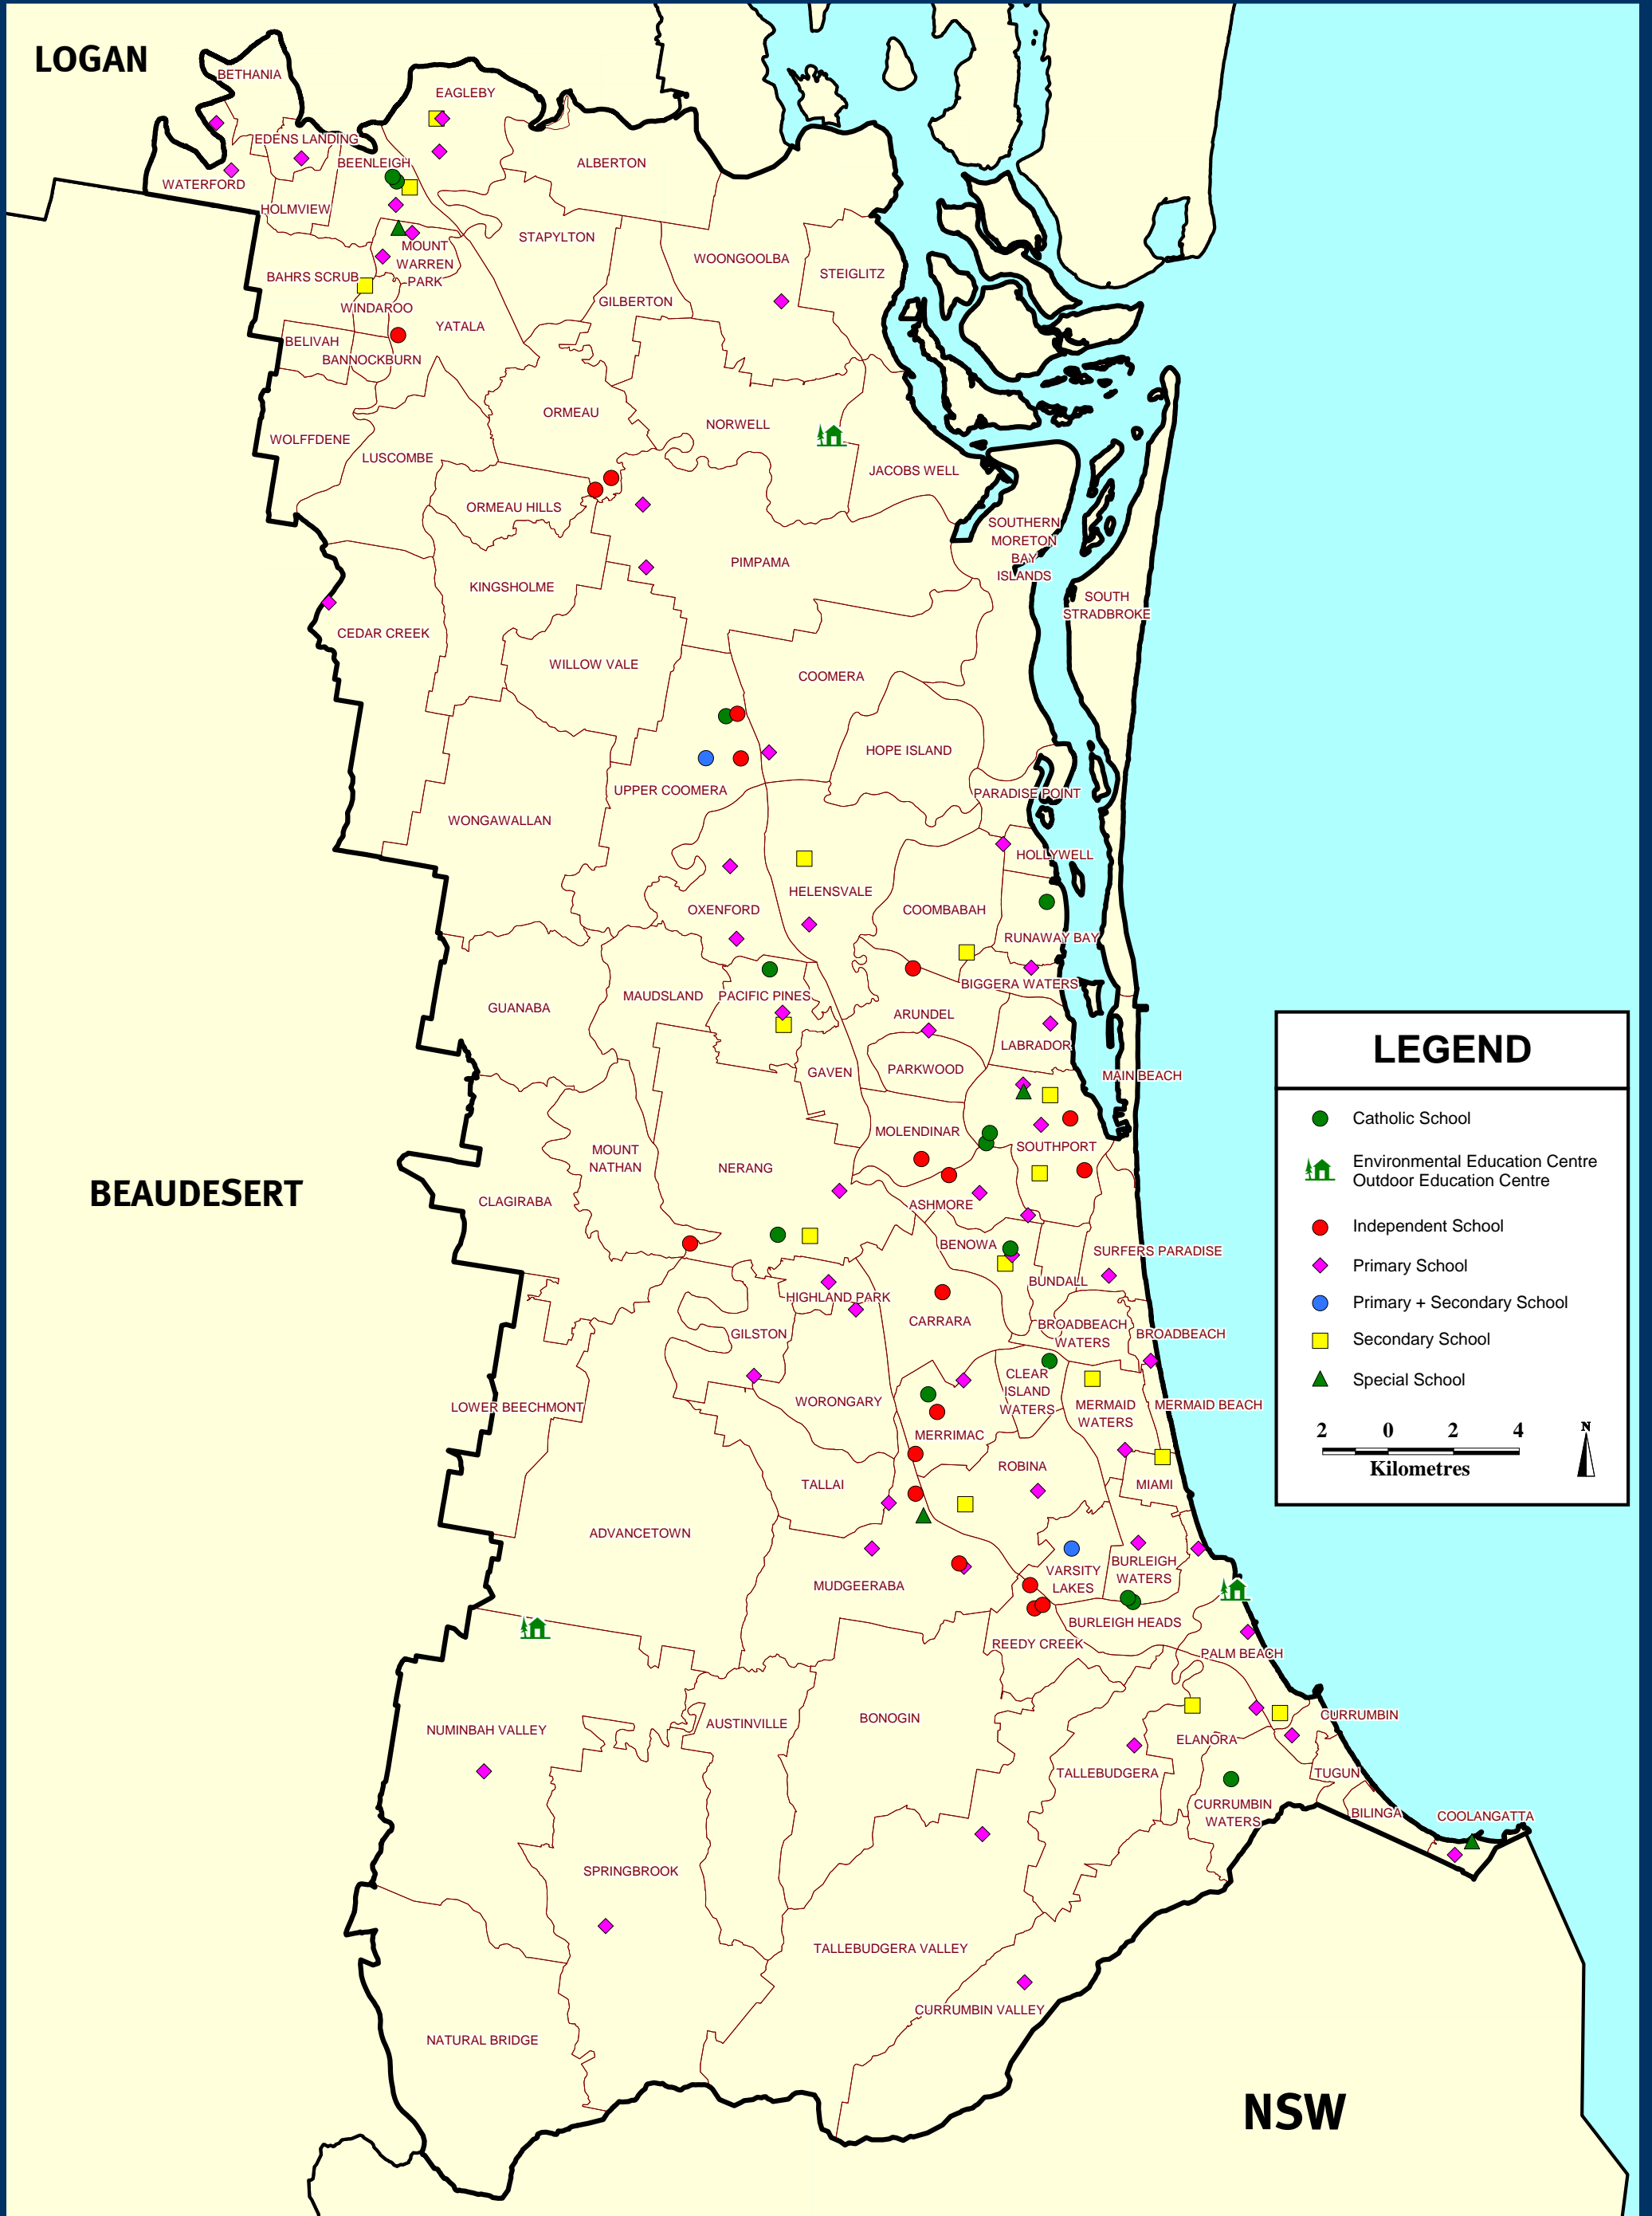 LOGAN
BETHANIA
EAGLEBY
EDENS LANDING
BEENLEIGH
ALBERTON
WATERFORD
HOLMVIEW
STAPYLTON
MOUNT
WARREN
PARK
WOONGOOLBA
STEIGLITZ
BAHRS SCRUB
GILBERTON
WINDAROO
YATALA
BELIVAH
BANNOCKBURN
ORMEAU
NORWELL
WOLFFDENE
LUSCOMBE
JACOBS WELL
ORMEAU HILLS
SOUTHERN
MORETON
BAY
ISLANDS
PIMPAMA
KINGSHOLME
SOUTH
STRADBROKE
CEDAR CREEK
WILLOW VALE
COOMERA
HOPE ISLAND
UPPER COOMERA
PARADISE POINT
WONGAWALLAN
HOLLYWELL
HELENSVALE
OXENFORD
COOMBABAH
RUNAWAY BAY
BIGGERA WATERS
MAUDSLAND
PACIFIC PINES
GUANABA
ARUNDEL
LABRADOR
GAVEN
PARKWOOD
MAIN BEACH
MOLENDINAR
SOUTHPORT
MOUNT
NATHAN
NERANG
CLAGIRABA
ASHMORE
BEAUDESERT
BENOWA
SURFERS PARADISE
BUNDALL
HIGHLAND PARK
CARRARA
BROADBEACH
WATERS
BROADBEACH
GILSTON
CLEAR
ISLAND
WATERS
WORONGARY
MERMAID
WATERS
MERMAID BEACH
LOWER BEECHMONT
MERRIMAC
ROBINA
TALLAI
MIAMI
ADVANCETOWN
MUDGEERABA
VARSITY
LAKES
BURLEIGH
WATERS
BURLEIGH HEADS
REEDY CREEK
PALM BEACH
NUMINBAH VALLEY
AUSTINVILLE
BONOGIN
CURRUMBIN
ELANORA
TALLEBUDGERA
TUGUN
CURRUMBIN
WATERS
BILINGA
COOLANGATTA
SPRINGBROOK
TALLEBUDGERA VALLEY
CURRUMBIN VALLEY
NATURAL BRIDGE
NSW
LEGEND
Catholic School
Environmental Education Centre
Outdoor Education Centre
Independent School
Primary School
Primary + Secondary School
Secondary School
Special School
2 0 2 4
Kilometres
N